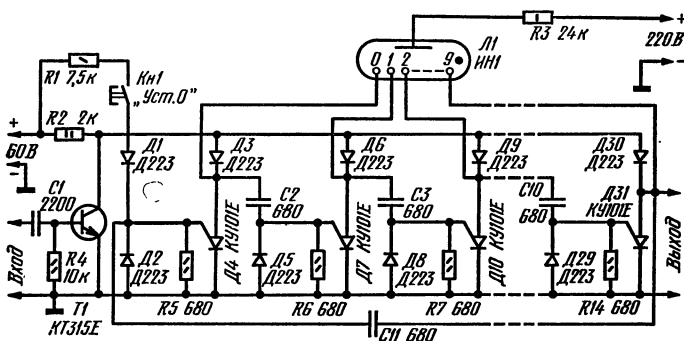 R3 24к
+
220В
-
Л1
ИН1
0 1 2 9
R1 7,5к
Кн1
„Уст.0"
R2 2к
+
60В
-
Д1
Д223
Д3
Д223
Д6
Д223
Д9
Д223
Д30
Д223
C1
2200
C2
680
C3
680
C10
680
Д31
КУ101Е
Д4 КУ101Е
Д7 КУ101Е
Д10 КУ101Е
Вход
R4
10к
Д2
Д223
Д5
Д223
Д8
Д223
Д29
Д223
Выход
T1
КТ315Е
R5 680
R6 680
R7 680
R14 680
C11 680